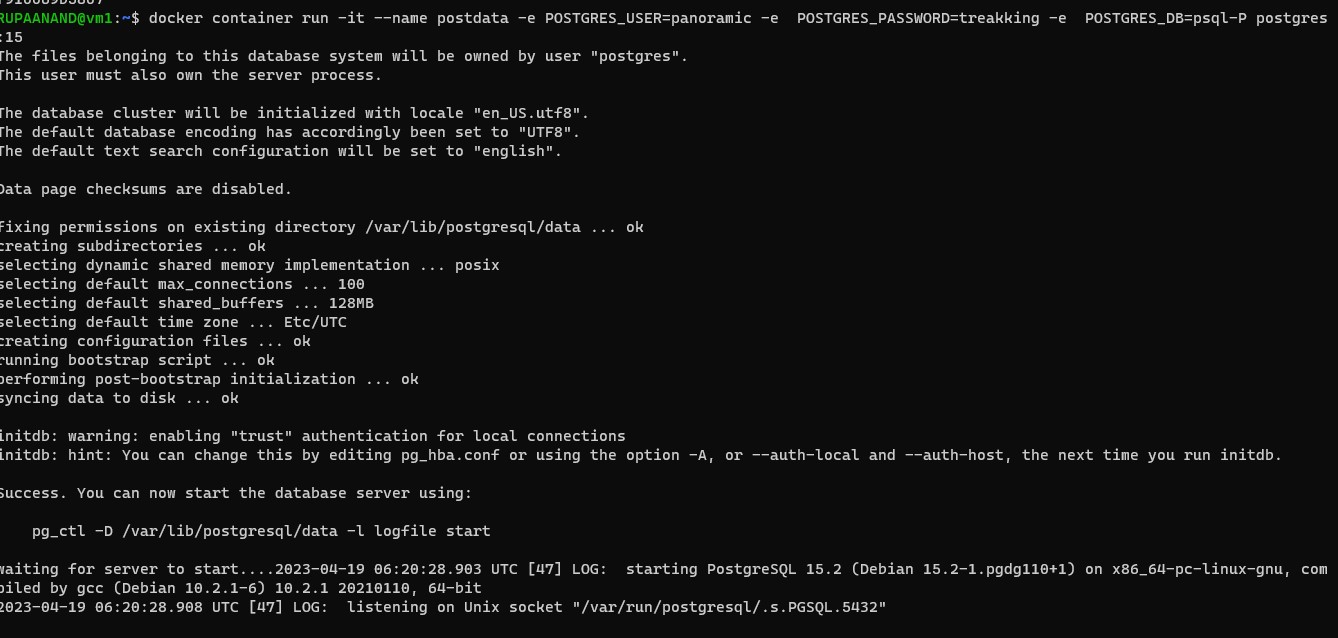 RUPAANAND@vm1:~$ docker container run -it --name postdata -e POSTGRES_USER=panoramic -e  POSTGRES_PASSWORD=treakking -e  POSTGRES_DB=psql-P postgres
:15
The files belonging to this database system will be owned by user "postgres".
This user must also own the server process.

The database cluster will be initialized with locale "en_US.utf8".
The default database encoding has accordingly been set to "UTF8".
The default text search configuration will be set to "english".

Data page checksums are disabled.

fixing permissions on existing directory /var/lib/postgresql/data ... ok
creating subdirectories ... ok
selecting dynamic shared memory implementation ... posix
selecting default max_connections ... 100
selecting default shared_buffers ... 128MB
selecting default time zone ... Etc/UTC
creating configuration files ... ok
running bootstrap script ... ok
performing post-bootstrap initialization ... ok
syncing data to disk ... ok

initdb: warning: enabling "trust" authentication for local connections
initdb: hint: You can change this by editing pg_hba.conf or using the option -A, or --auth-local and --auth-host, the next time you run initdb.

Success. You can now start the database server using:

    pg_ctl -D /var/lib/postgresql/data -l logfile start

waiting for server to start....2023-04-19 06:20:28.903 UTC [47] LOG:  starting PostgreSQL 15.2 (Debian 15.2-1.pgdg110+1) on x86_64-pc-linux-gnu, com
piled by gcc (Debian 10.2.1-6) 10.2.1 20210110, 64-bit
2023-04-19 06:20:28.908 UTC [47] LOG:  listening on Unix socket "/var/run/postgresql/.s.PGSQL.5432"